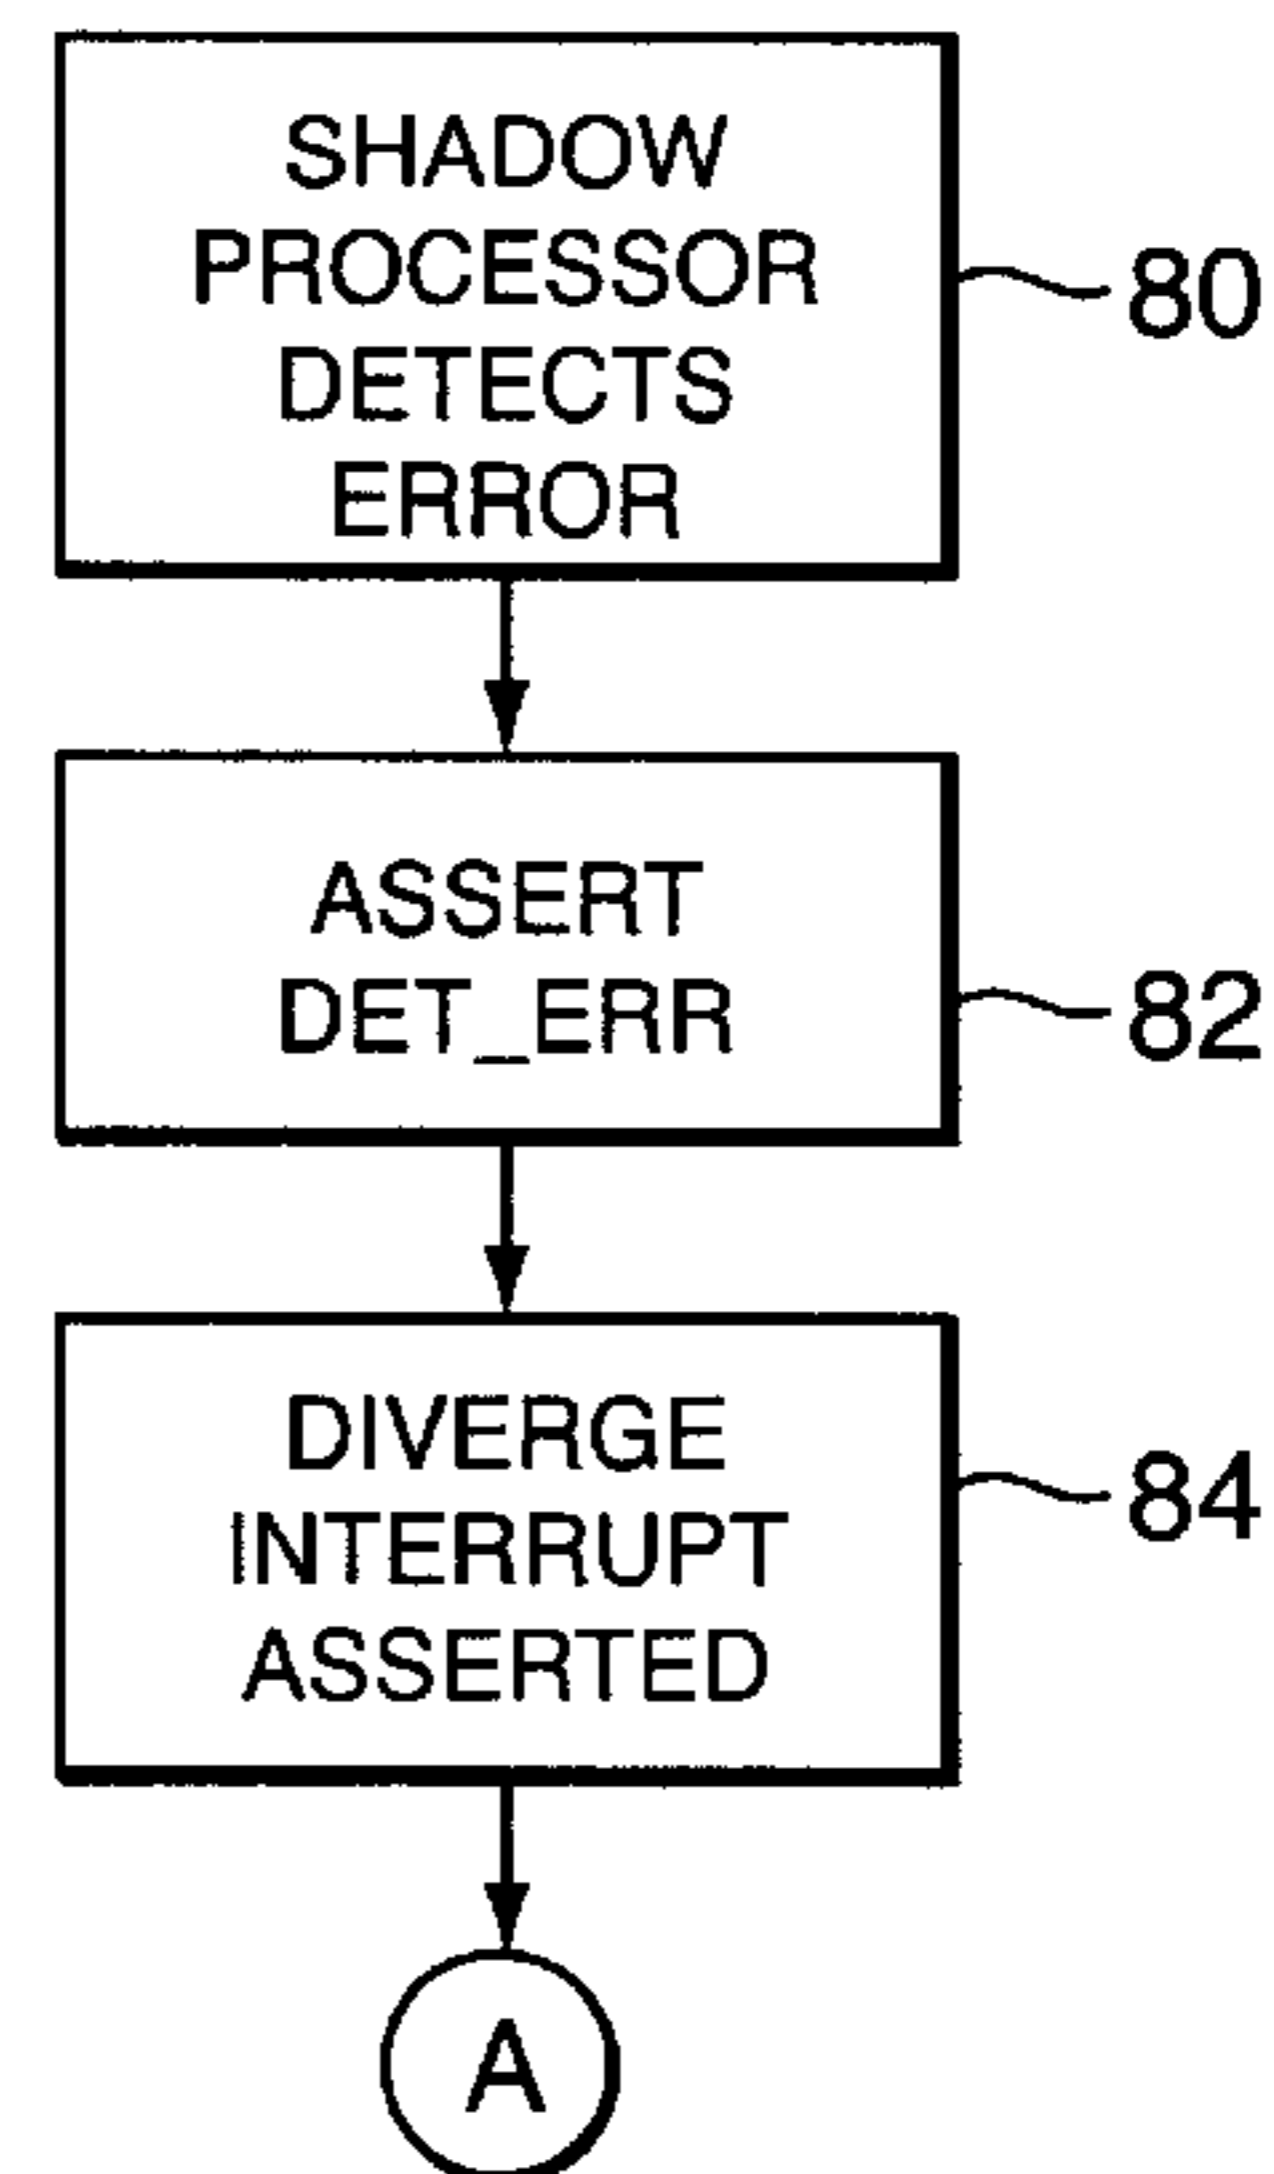 SHADOW
PROCESSOR
DETECTS
ERROR
80
ASSERT
DET_ERR
82
DIVERGE
INTERRUPT
ASSERTED
84
A